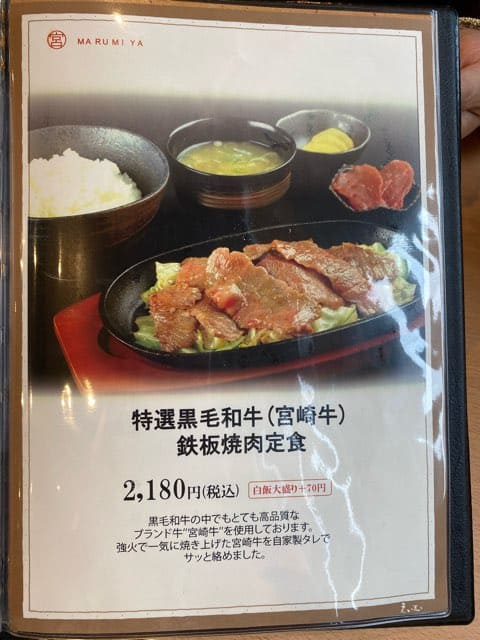 宮
MARUMIYA
特選黒毛和牛(宮崎牛)
鉄板焼肉定食
2,180円(税込) 白飯大盛り+70円
黒毛和牛の中でもとても高品質な
ブランド牛"宮崎牛"を使用しております。
強火で一気に焼き上げた宮崎牛を自家製タレで
サッと絡めました。